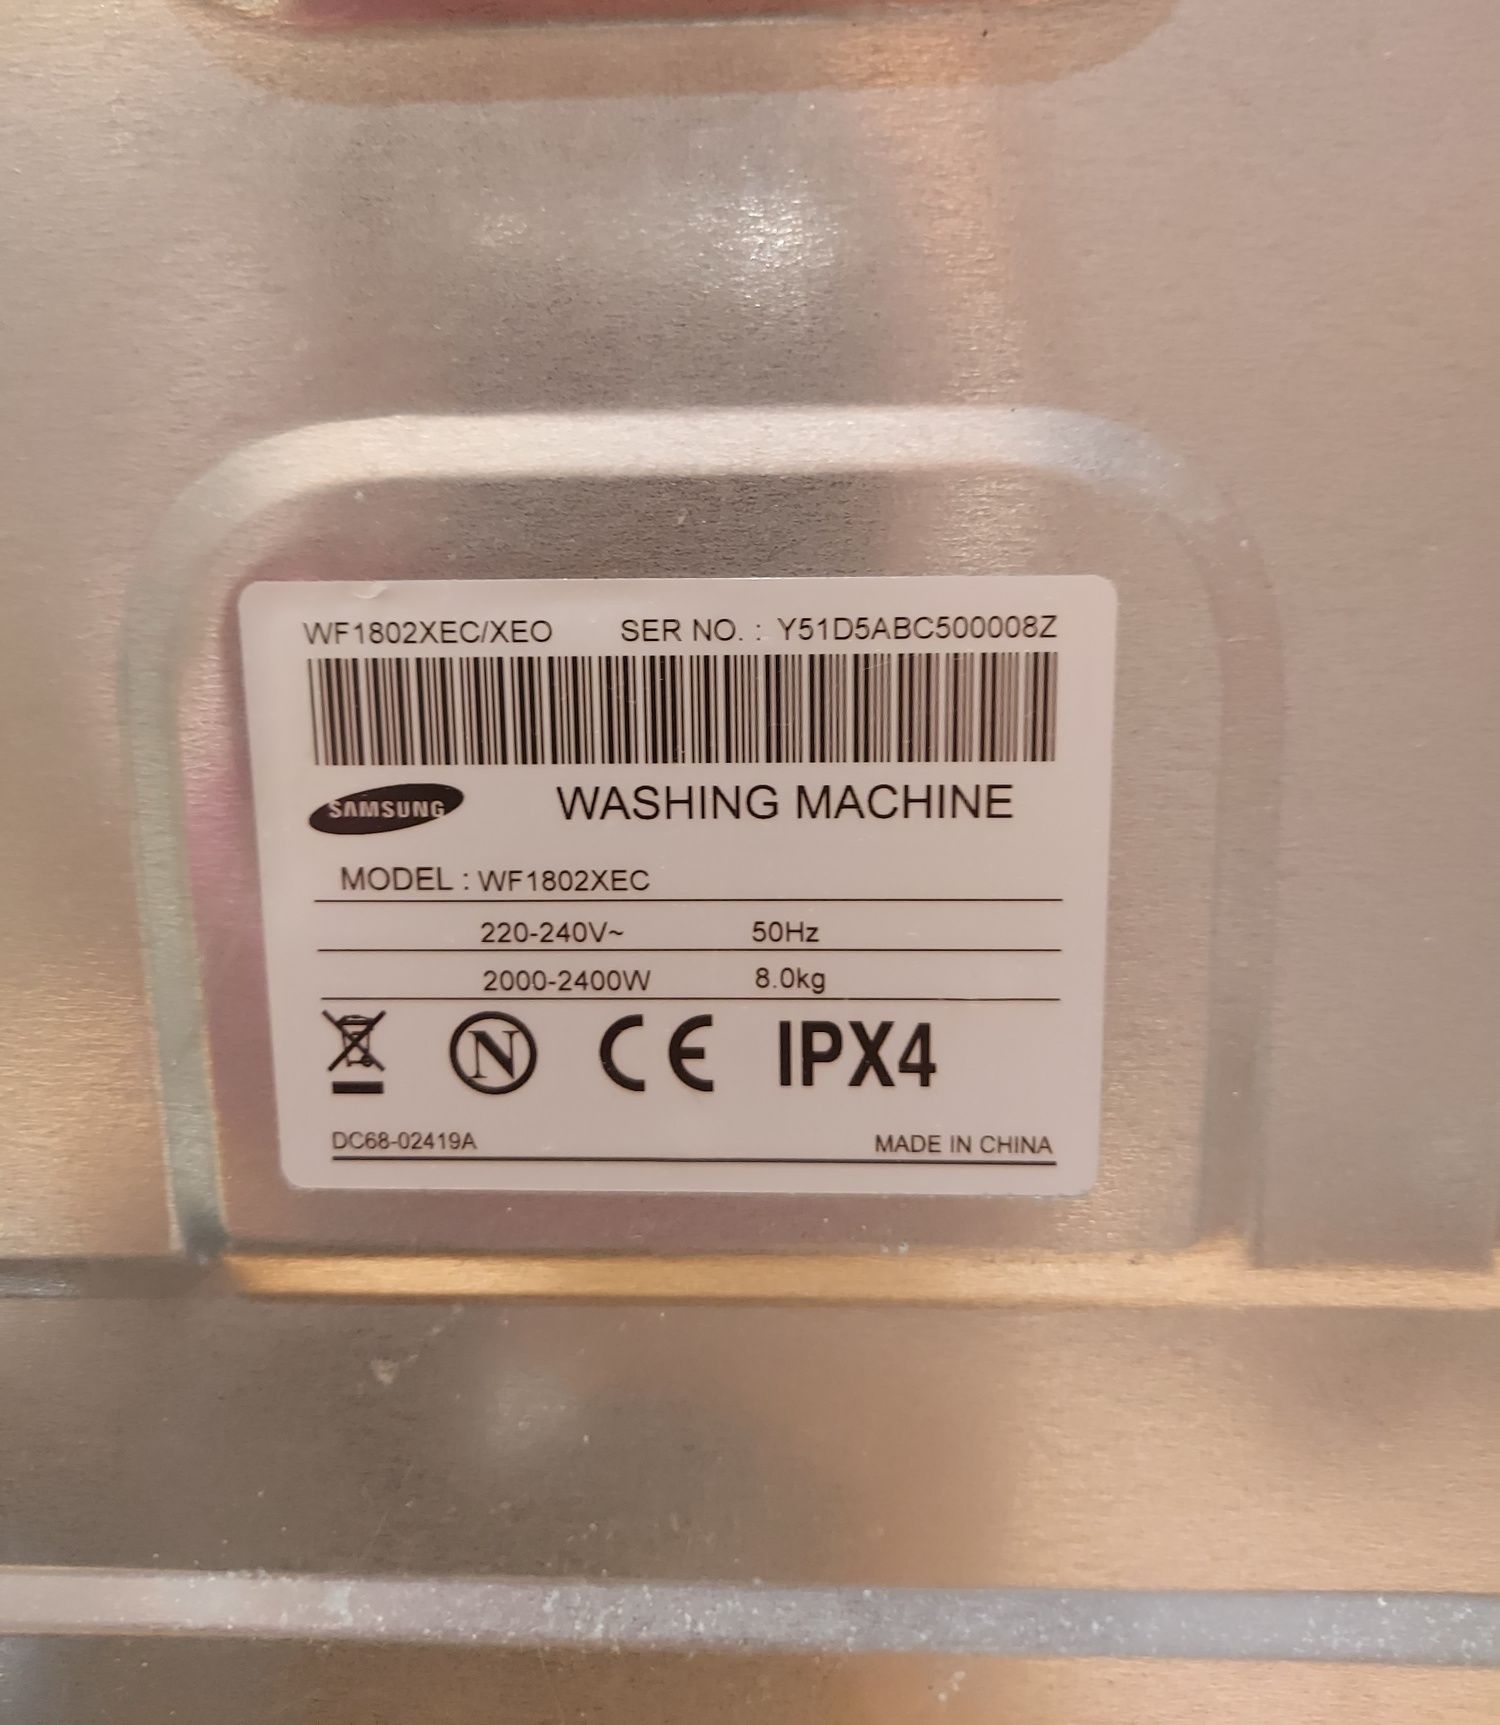 WF1802XEC/XEO SER NO. : Y51D5ABC500008Z
SAMSUNG WASHING MACHINE
MODEL : WF1802XEC
220-240V~ 50Hz
2000-2400W 8.0kg
N CE IPX4
DC68-02419A MADE IN CHINA